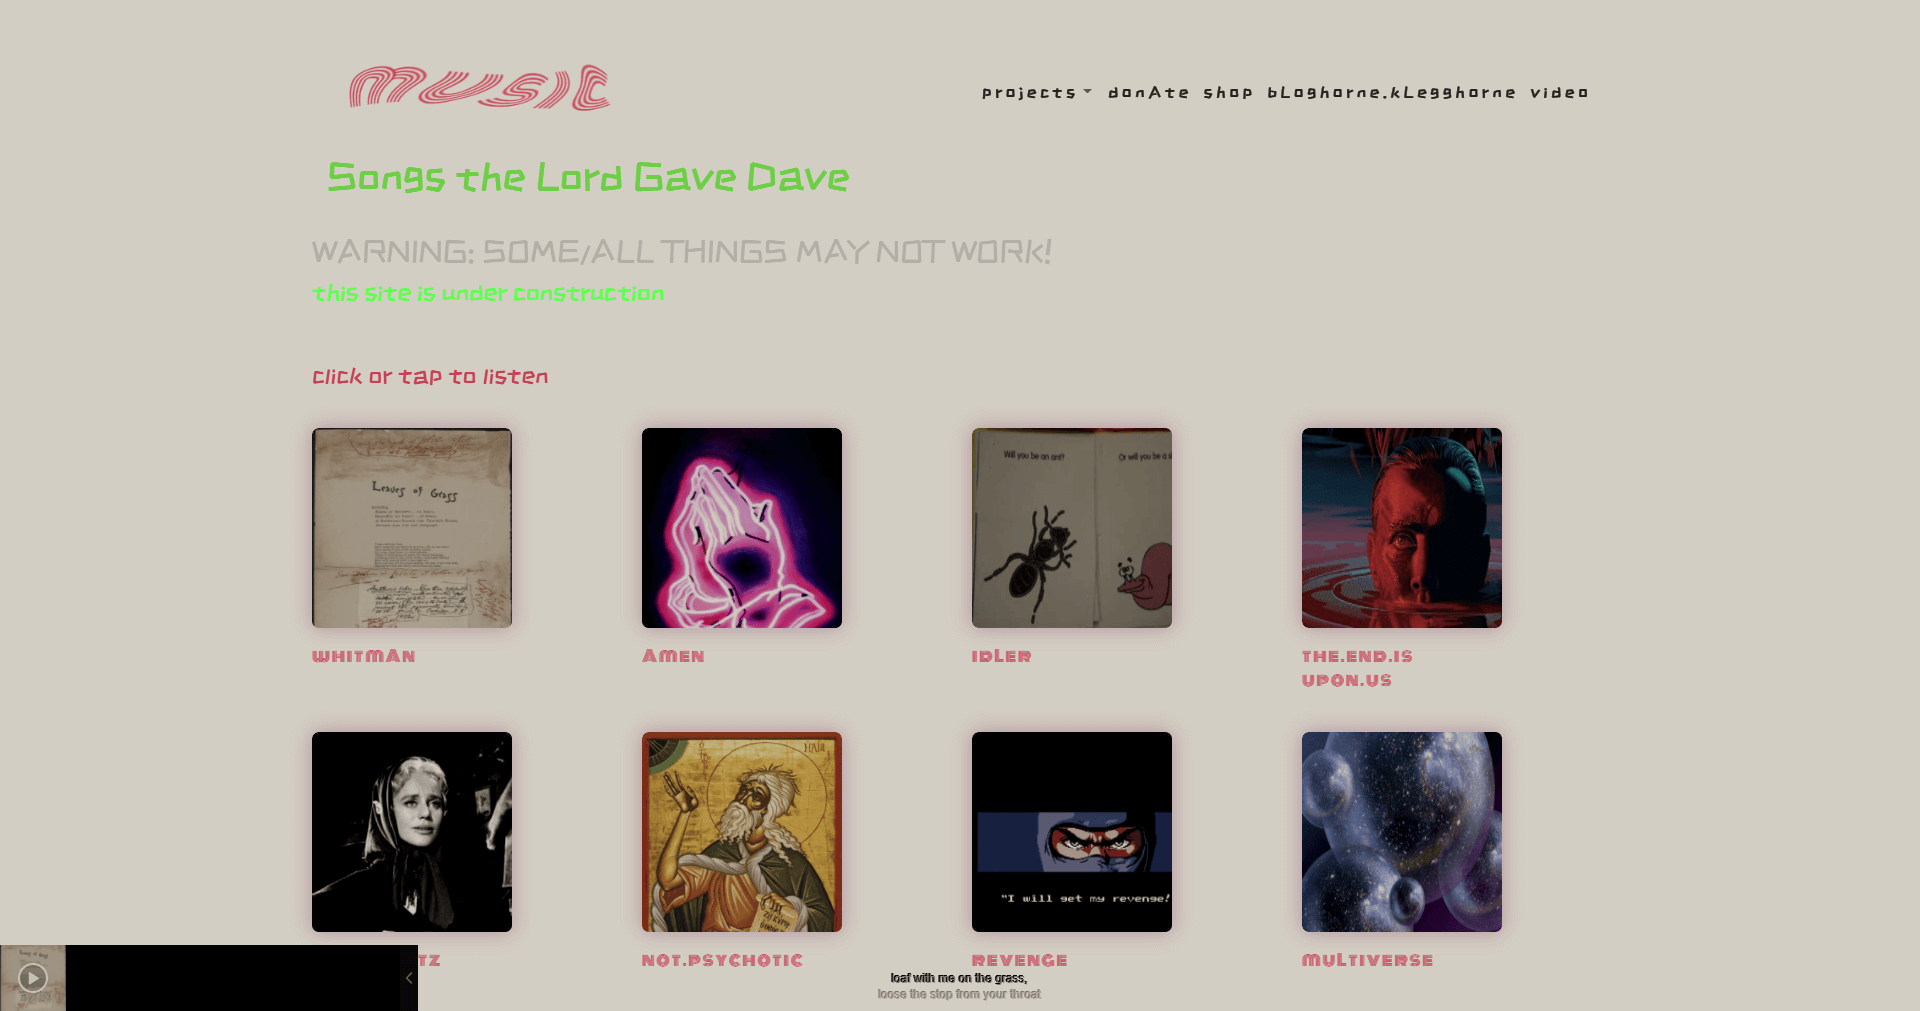 music
projects donAte shop bLoghorne.kLegghorne video
Songs the Lord Gave Dave
WARNING: SOME/ALL THINGS MAY NOT WORK!
this site is under construction
click or tap to listen
Leaves of Grass
Will you be an ant?
Or will you be a sl
WHITMAN
AMEN
IDLER
THE.END.IS
UPON.US
"I will get my revenge!
TZ
NOT.PSYCHOTIC
REVENGE
MULTIVERSE
loaf with me on the grass,
loose the stop from your throat